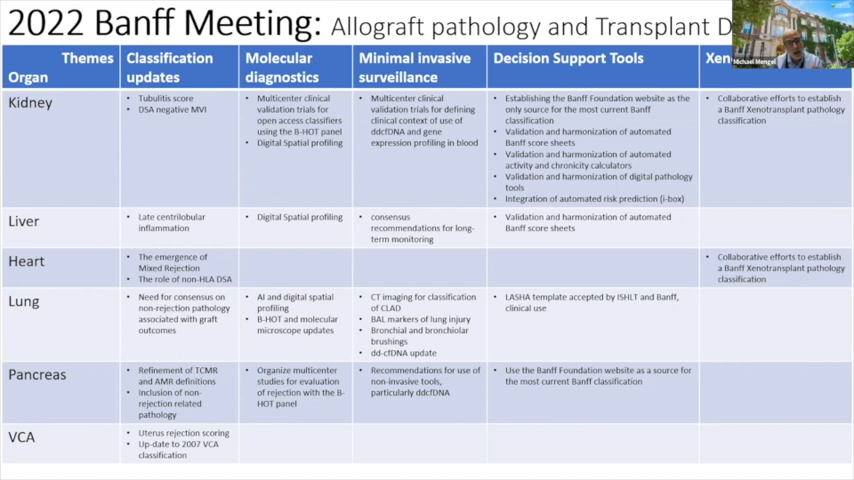 2022 Banff Meeting: Allograft pathology and Transplant D
Michael Mengel
Themes
Organ
Classification
updates
Molecular
diagnostics
Minimal invasive
surveillance
Decision Support Tools
Xen
Kidney
• Tubulitis score
• DSA negative MVI
• Multicenter clinical
validation trials for
open access classifiers
using the B-HOT panel
• Digital Spatial profiling
• Multicenter clinical
validation trials for defining
clinical context of use of
ddcfDNA and gene
expression profiling in blood
• Establishing the Banff Foundation website as the
only source for the most current Banff
classification
• Validation and harmonization of automated
Banff score sheets
• Validation and harmonization of automated
activity and chronicity calculators
• Validation and harmonization of digital pathology
tools
• Integration of automated risk prediction (i-box)
• Collaborative efforts to establish
a Banff Xenotransplant pathology
classification
Liver
• Late centrilobular
inflammation
• Digital Spatial profiling
• consensus
recommendations for long-
term monitoring
• Validation and harmonization of automated
Banff score sheets
Heart
• The emergence of
Mixed Rejection
• The role of non-HLA DSA
• Collaborative efforts to establish
a Banff Xenotransplant pathology
classification
Lung
• Need for consensus on
non-rejection pathology
associated with graft
outcomes
• AI and digital spatial
profiling
• B-HOT and molecular
microscope updates
• CT imaging for classification
of CLAD
• BAL markers of lung injury
• Bronchial and bronchiolar
brushings
• dd-cfDNA update
• LASHA template accepted by ISHLT and Banff,
clinical use
Pancreas
• Refinement of TCMR
and AMR definitions
• Inclusion of non-
rejection related
pathology
• Organize multicenter
studies for evaluation
of rejection with the B-
HOT panel
• Recommendations for use of
non-invasive tools,
particularly ddcfDNA
• Use the Banff Foundation website as a source for
the most current Banff classification
VCA
• Uterus rejection scoring
• Up-date to 2007 VCA
classification